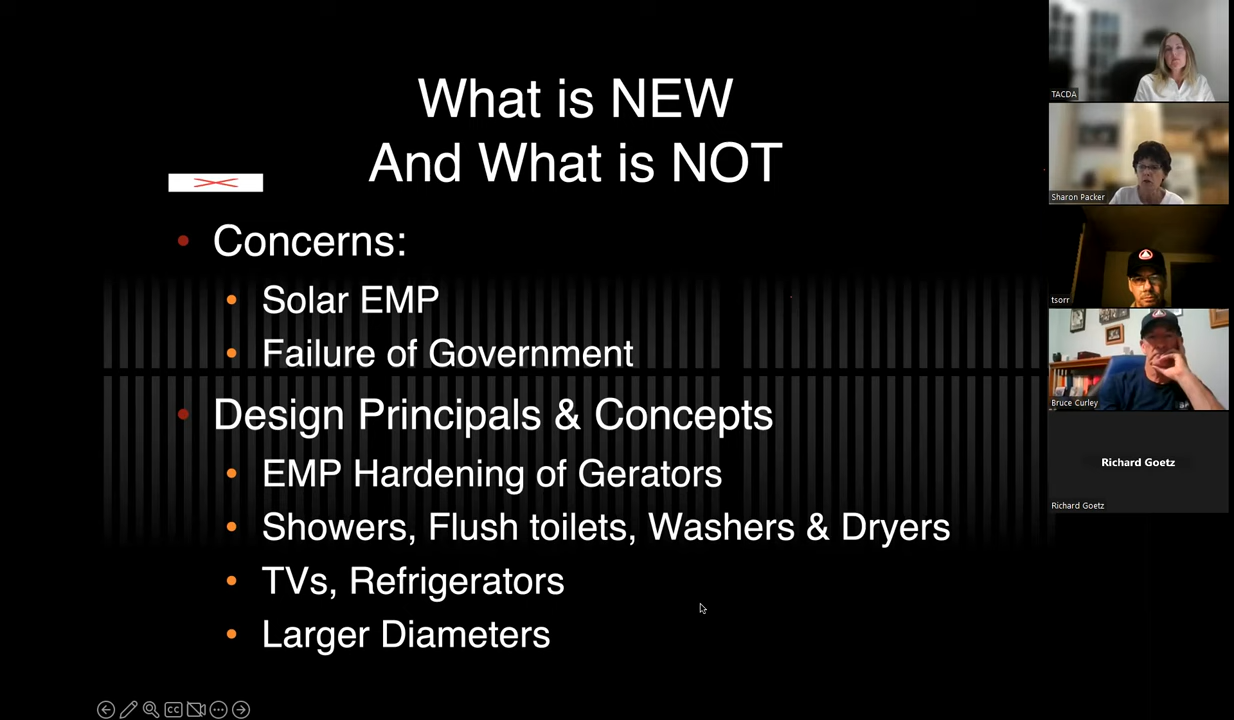 What is NEW
And What is NOT
Concerns:
Solar EMP
Failure of Government
Design Principals & Concepts
EMP Hardening of Gerators
Showers, Flush toilets, Washers & Dryers
TVs, Refrigerators
Larger Diameters
TACDA
Sharon Packer
tsorr
Bruce Curley
Richard Goetz
Richard Goetz
CC